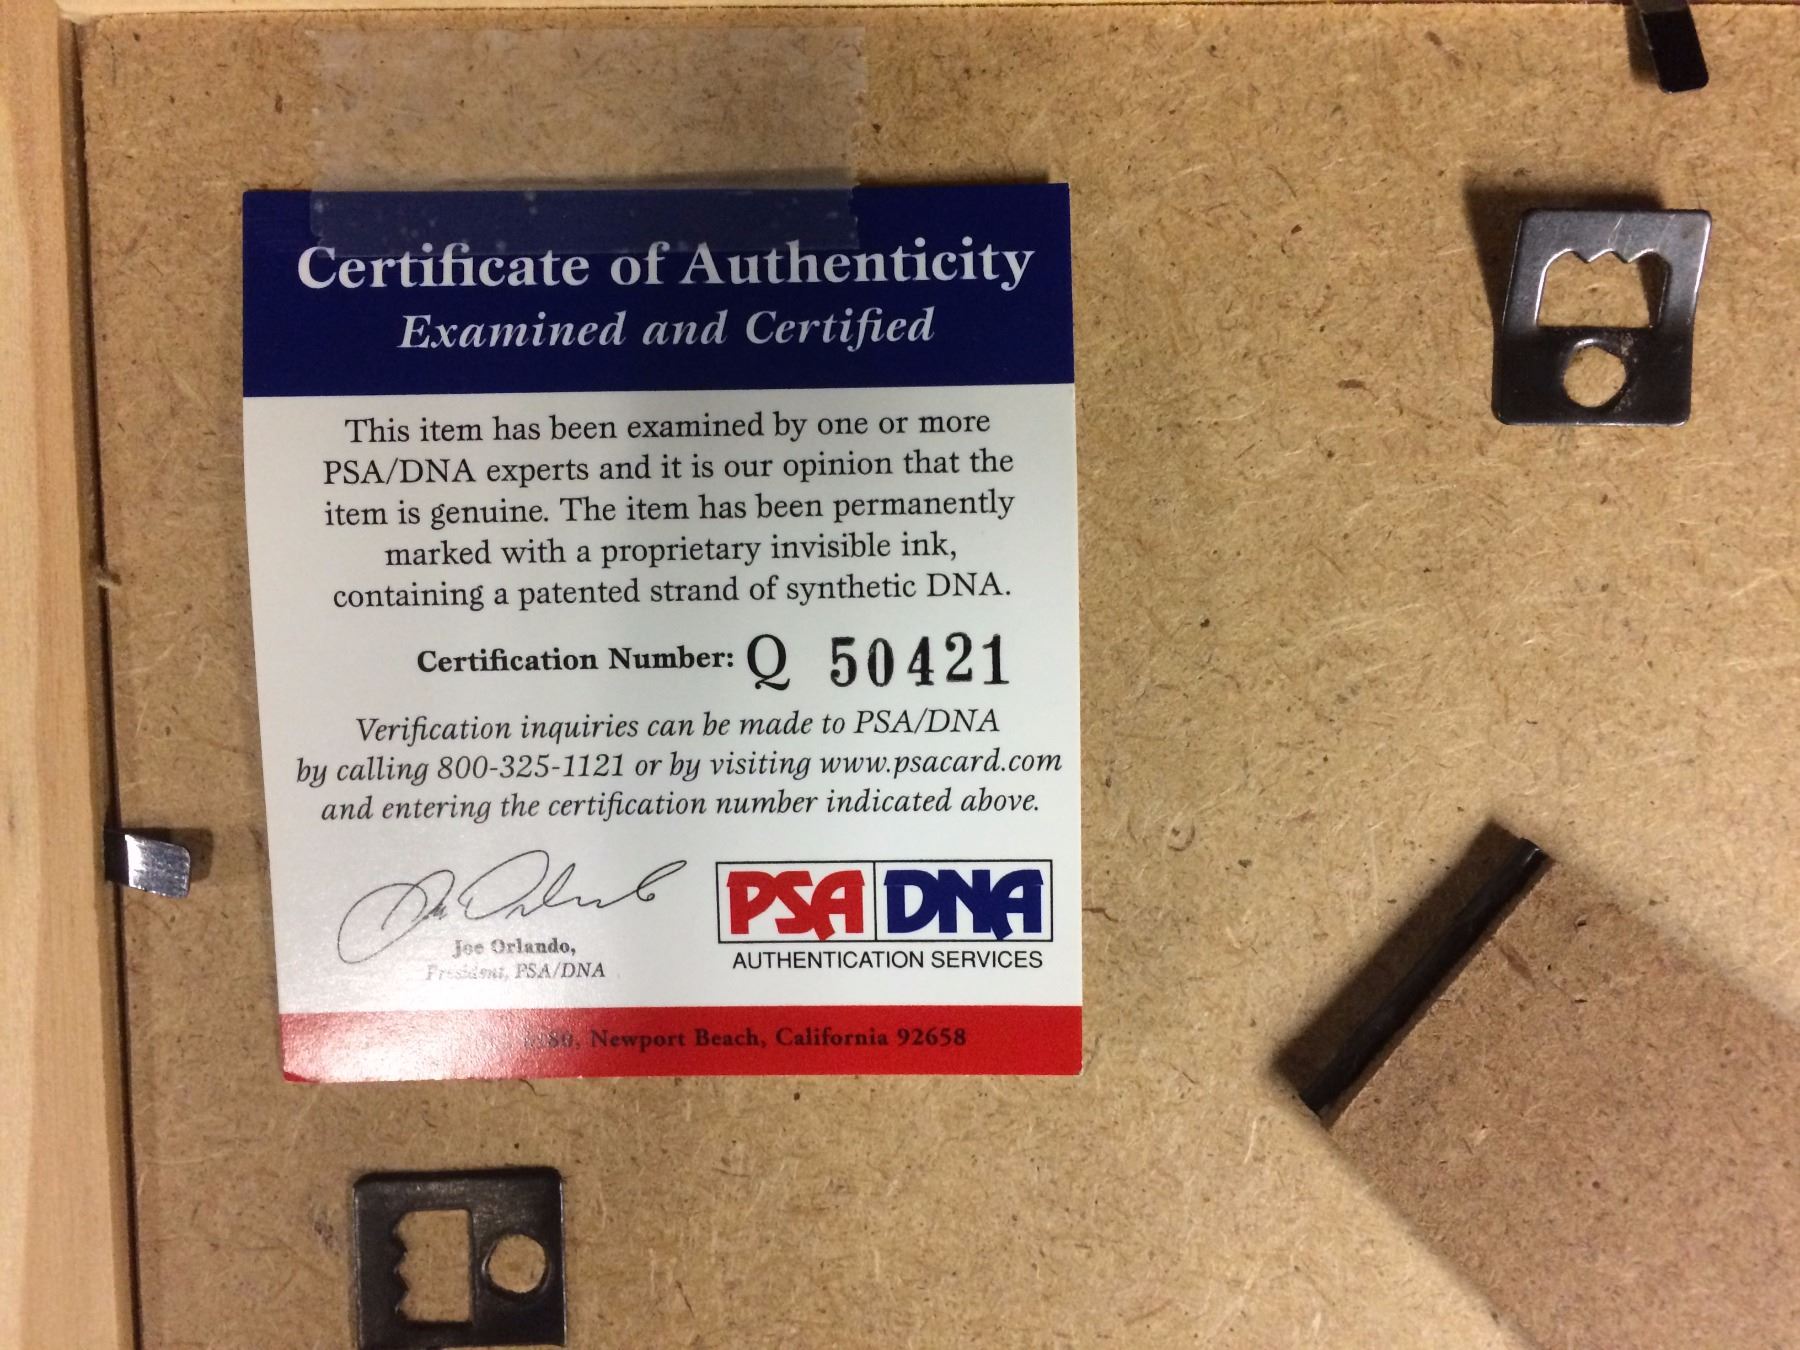 Certificate of Authenticity
Examined and Certified
This item has been examined by one or more
PSA/DNA experts and it is our opinion that the
item is genuine. The item has been permanently
marked with a proprietary invisible ink,
containing a patented strand of synthetic DNA.
Certification Number: Q 50421
Verification inquiries can be made to PSA/DNA
by calling 800-325-1121 or by visiting www.psacard.com
and entering the certification number indicated above.
Joe Orlando,
President, PSA/DNA
PSA DNA
AUTHENTICATION SERVICES
Newport Beach, California 92658